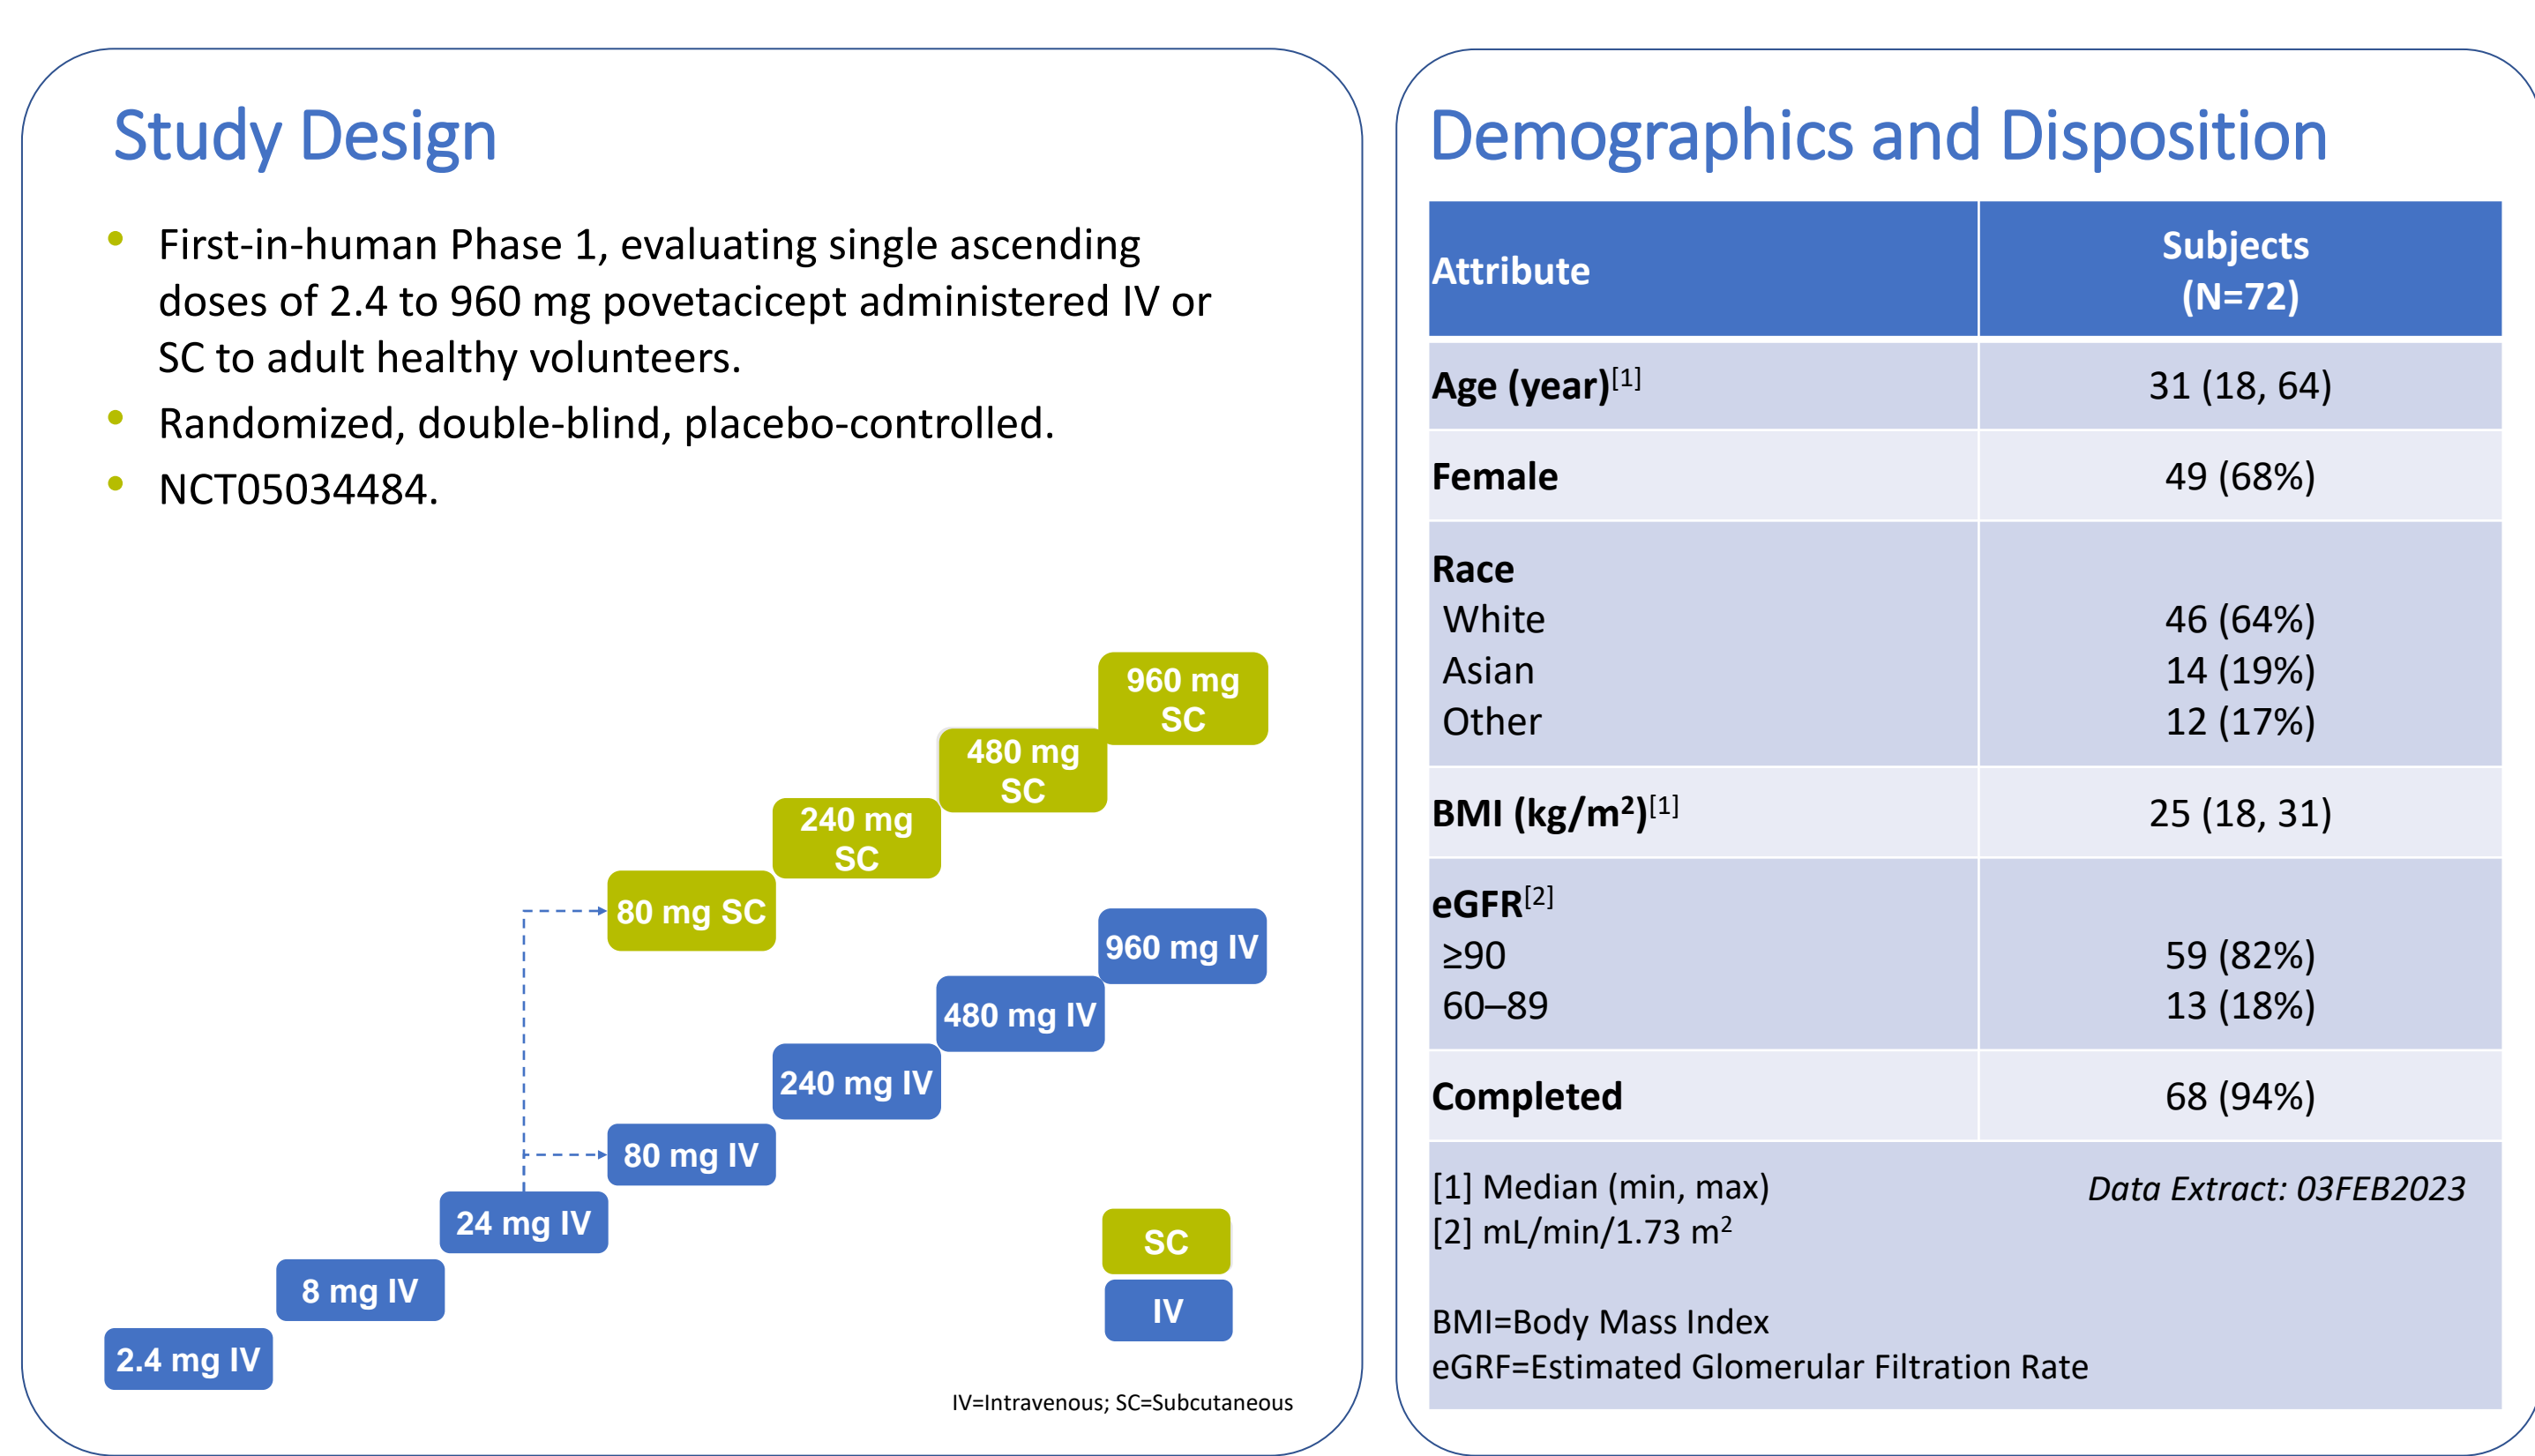 Study Design
• First-in-human Phase 1, evaluating single ascending
doses of 2.4 to 960 mg povetacicept administered IV or
SC to adult healthy volunteers.
• Randomized, double-blind, placebo-controlled.
• NCT05034484.
960 mg
SC
480 mg
SC
240 mg
SC
80 mg SC
960 mg IV
480 mg IV
240 mg IV
80 mg IV
24 mg IV
8 mg IV
2.4 mg IV
SC
IV
IV=Intravenous; SC=Subcutaneous
Demographics and Disposition
Attribute
Subjects
(N=72)
Age (year)[1] 31 (18, 64)
Female 49 (68%)
Race
White 46 (64%)
Asian 14 (19%)
Other 12 (17%)
BMI (kg/m²)[1] 25 (18, 31)
eGFR[2]
≥90 59 (82%)
60–89 13 (18%)
Completed 68 (94%)
[1] Median (min, max) Data Extract: 03FEB2023
[2] mL/min/1.73 m²
BMI=Body Mass Index
eGRF=Estimated Glomerular Filtration Rate